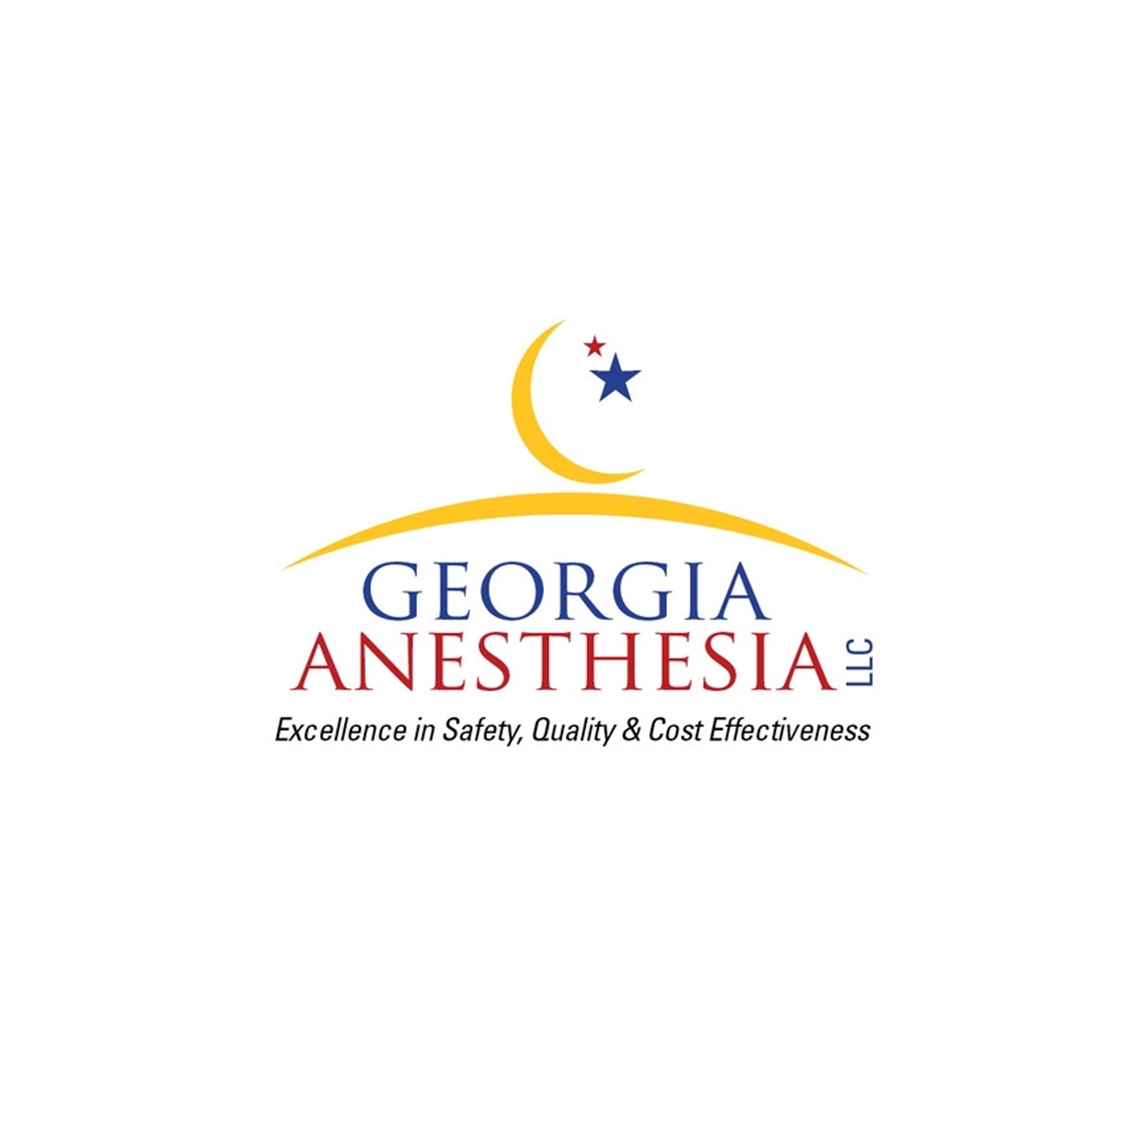 GEORGIA
ANESTHESIA LLC
Excellence in Safety, Quality & Cost Effectiveness